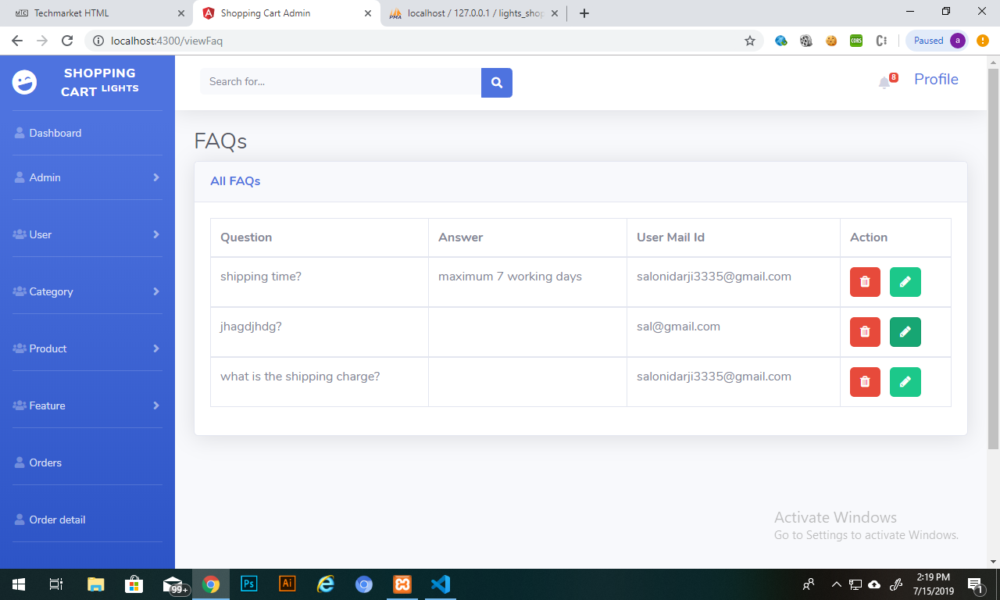 Techmarket HTML
Shopping Cart Admin
localhost / 127.0.0.1 / lights_shop
localhost:4300/viewFaq
CORS
Paused
a
SHOPPING
CART LIGHTS
Search for...
8
Profile
Dashboard
Admin
User
Category
Product
Feature
Orders
Order detail
FAQs
All FAQs
Question Answer User Mail Id Action
shipping time? maximum 7 working days salonidarji3335@gmail.com
jhagdjhdg? sal@gmail.com
what is the shipping charge? salonidarji3335@gmail.com
Activate Windows
Go to Settings to activate Windows.
99+
Ps
Ai
2:19 PM
7/15/2019
1